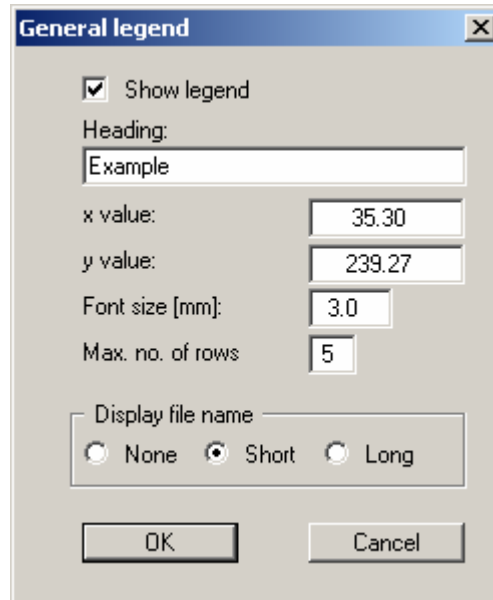 General legend
Show legend
Heading:
Example
x value: 35.30
y value: 239.27
Font size [mm]: 3.0
Max. no. of rows 5
Display file name
None Short Long
OK Cancel